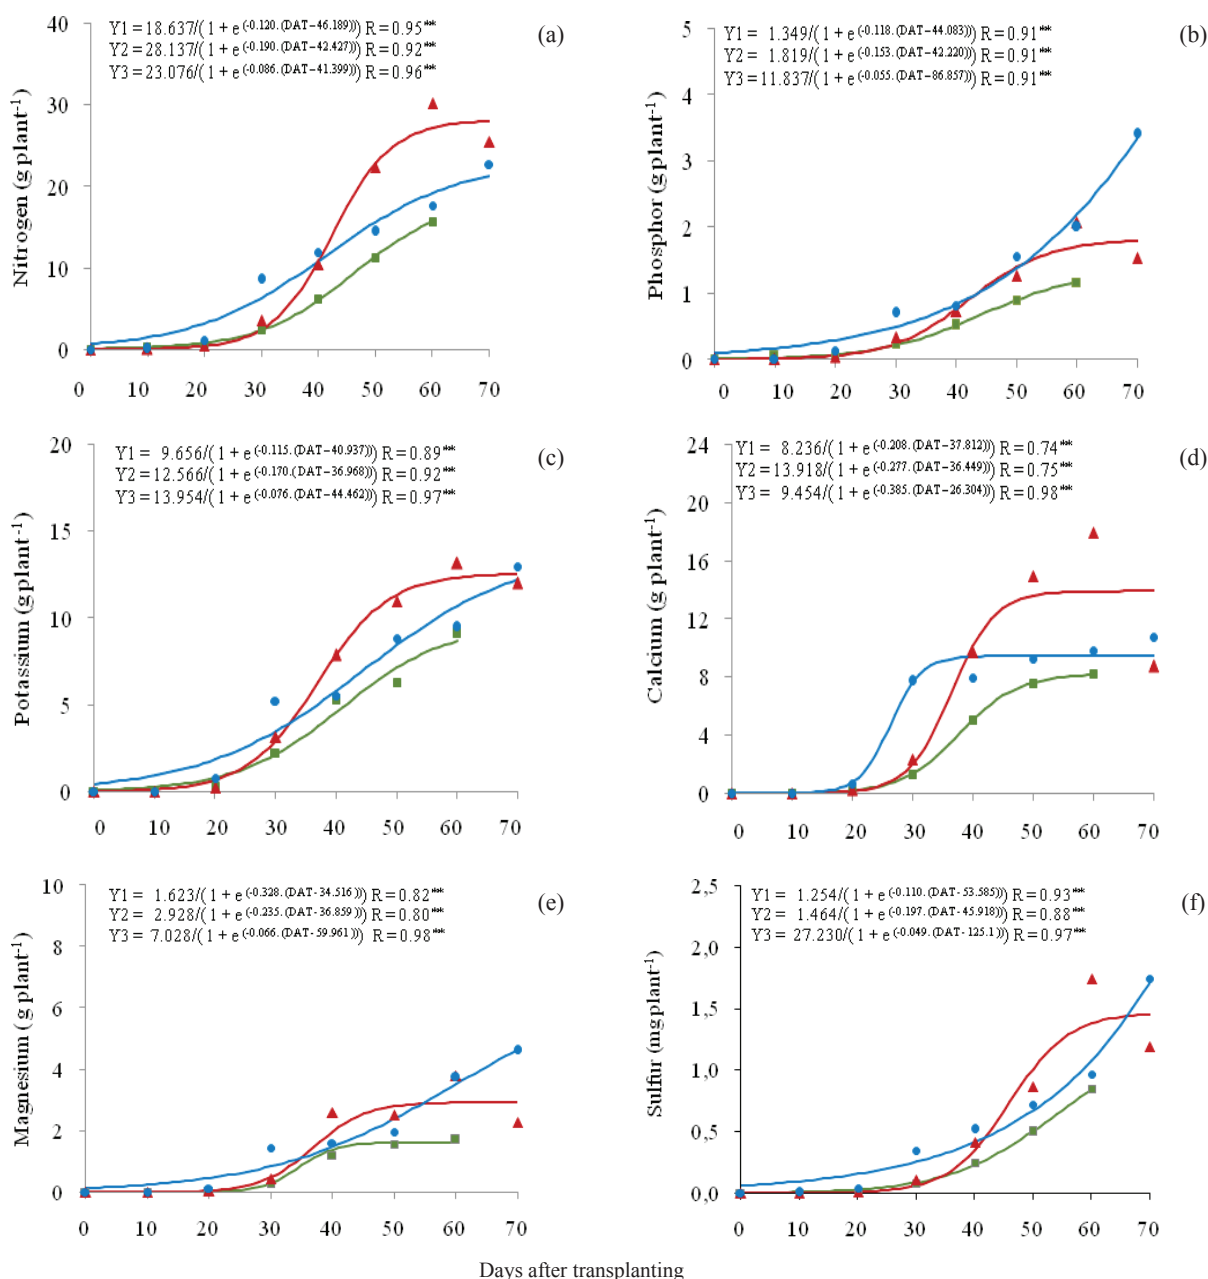 Y1 = 18.637/(1 + e^(-0.120.(DAT-46.189))) R = 0.95**
Y2 = 28.137/(1 + e^(-0.190.(DAT-42.427))) R = 0.92**
Y3 = 23.076/(1 + e^(-0.086.(DAT-41.399))) R = 0.96**
(a)
Nitrogen (g plant^-1)
40
30
20
10
0
0 10 20 30 40 50 60 70
Y1 = 1.349/(1 + e^(-0.118.(DAT-44.083))) R = 0.91**
Y2 = 1.819/(1 + e^(-0.153.(DAT-42.220))) R = 0.91**
Y3 = 11.837/(1 + e^(-0.055.(DAT-86.857))) R = 0.91**
(b)
Phosphor (g plant^-1)
5
4
3
2
1
0
0 10 20 30 40 50 60 70
Y1 = 9.656/(1 + e^(-0.115.(DAT-40.937))) R = 0.89**
Y2 = 12.566/(1 + e^(-0.170.(DAT-36.968))) R = 0.92**
Y3 = 13.954/(1 + e^(-0.076.(DAT-44.462))) R = 0.97**
(c)
Potassium (g plant^-1)
20
15
10
5
0
0 10 20 30 40 50 60 70
Y1 = 8.236/(1 + e^(-0.208.(DAT-37.812))) R = 0.74**
Y2 = 13.918/(1 + e^(-0.277.(DAT-36.449))) R = 0.75**
Y3 = 9.454/(1 + e^(-0.385.(DAT-26.304))) R = 0.98**
(d)
Calcium (g plant^-1)
24
20
16
12
8
4
0
0 10 20 30 40 50 60 70
Y1 = 1.623/(1 + e^(-0.328.(DAT-34.516))) R = 0.82**
Y2 = 2.928/(1 + e^(-0.235.(DAT-36.859))) R = 0.80**
Y3 = 7.028/(1 + e^(-0.066.(DAT-59.961))) R = 0.98**
(e)
Magnesium (g plant^-1)
10
8
6
4
2
0
0 10 20 30 40 50 60 70
Y1 = 1.254/(1 + e^(-0.110.(DAT-53.585))) R = 0.93**
Y2 = 1.464/(1 + e^(-0.197.(DAT-45.918))) R = 0.88**
Y3 = 27.230/(1 + e^(-0.049.(DAT-125.1))) R = 0.97**
(f)
Sulfur (mg plant^-1)
2,5
2,0
1,5
1,0
0,5
0,0
0 10 20 30 40 50 60 70
Days after transplanting